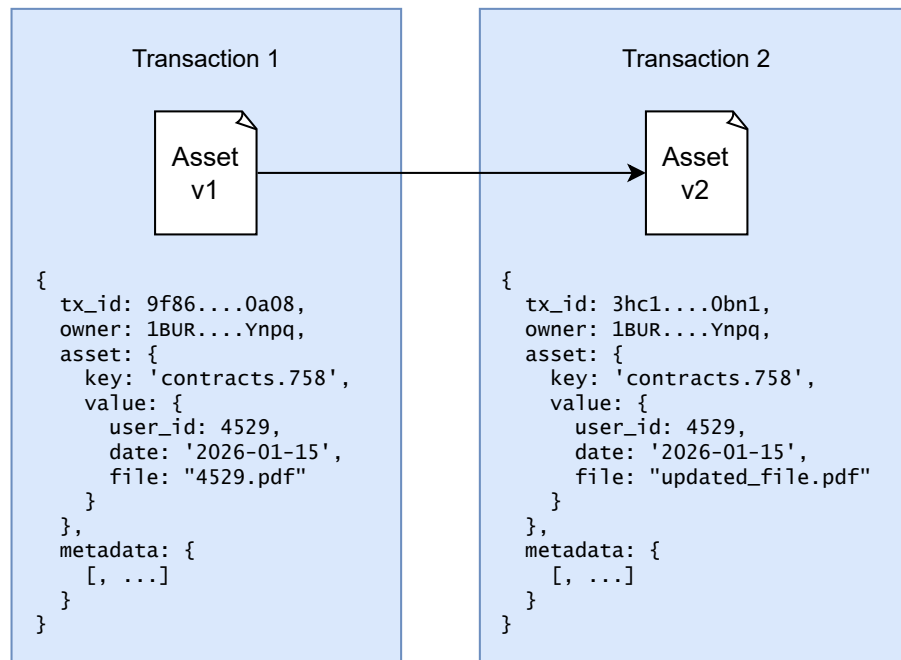 Transaction 1
Asset
v1
{
  tx_id: 9f86....0a08,
  owner: 1BUR....Ynpq,
  asset: {
    key: 'contracts.758',
    value: {
      user_id: 4529,
      date: '2026-01-15',
      file: "4529.pdf"
    }
  },
  metadata: {
    [, ...]
  }
}
Transaction 2
Asset
v2
{
  tx_id: 3hc1....0bn1,
  owner: 1BUR....Ynpq,
  asset: {
    key: 'contracts.758',
    value: {
      user_id: 4529,
      date: '2026-01-15',
      file: "updated_file.pdf"
    }
  },
  metadata: {
    [, ...]
  }
}